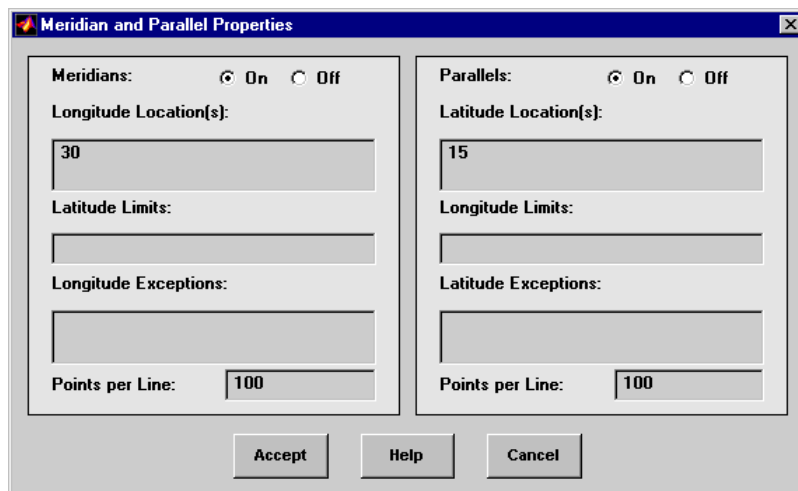 Meridian and Parallel Properties
Meridians: On Off
Longitude Location(s):
30
Latitude Limits:
Longitude Exceptions:
Points per Line: 100
Parallels: On Off
Latitude Location(s):
15
Longitude Limits:
Latitude Exceptions:
Points per Line: 100
Accept Help Cancel